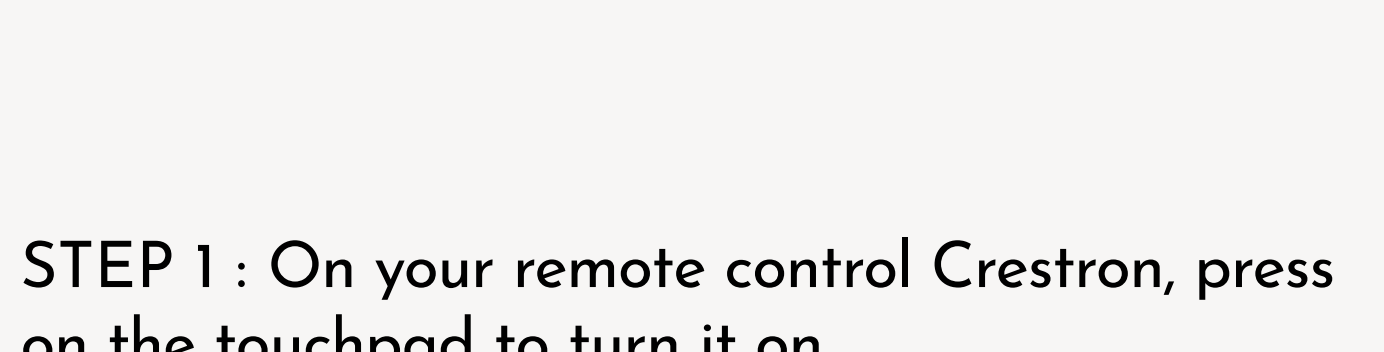 STEP 1 : On your remote control Crestron, press
on the touchpad to turn it on